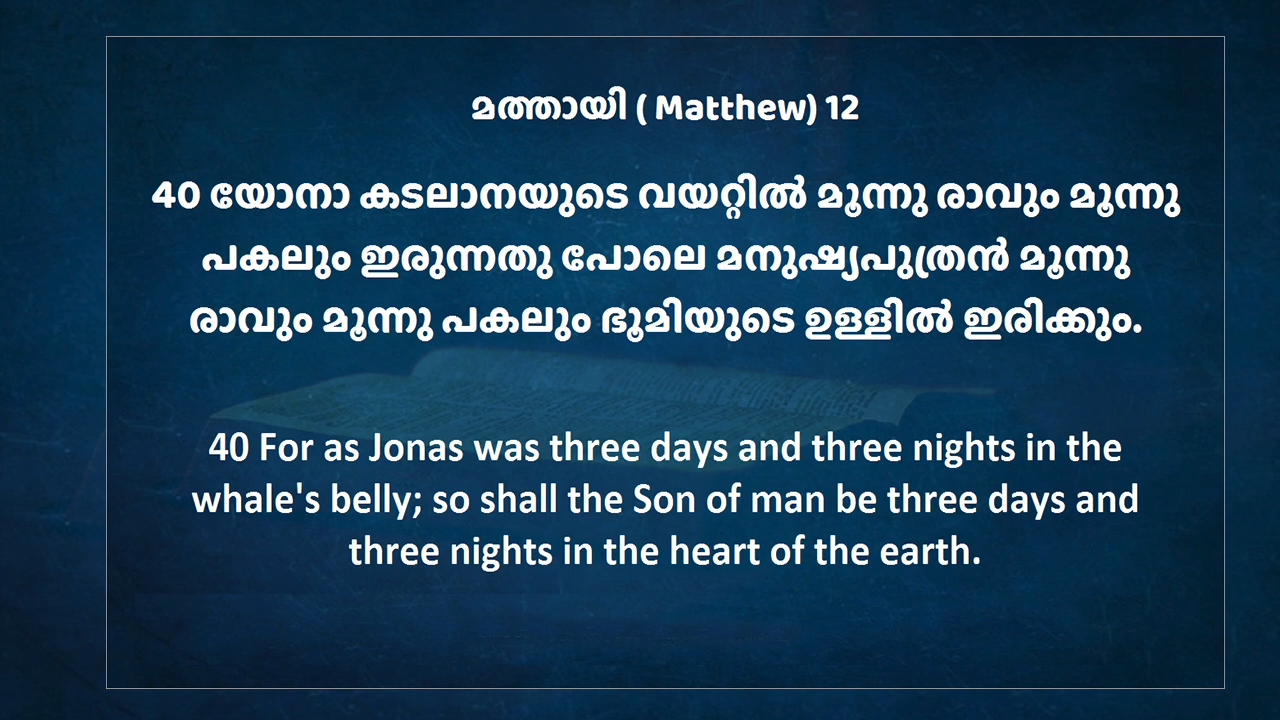 മത്തായി ( Matthew) 12
40 യോനാ കടലാനയുടെ വയറ്റിൽ മൂന്നു രാവും മൂന്നു
പകലും ഇരുന്നതു പോലെ മനുഷ്യപുത്രൻ മൂന്നു
രാവും മൂന്നു പകലും ഭൂമിയുടെ ഉള്ളിൽ ഇരിക്കും.
40 For as Jonas was three days and three nights in the
whale's belly; so shall the Son of man be three days and
three nights in the heart of the earth.